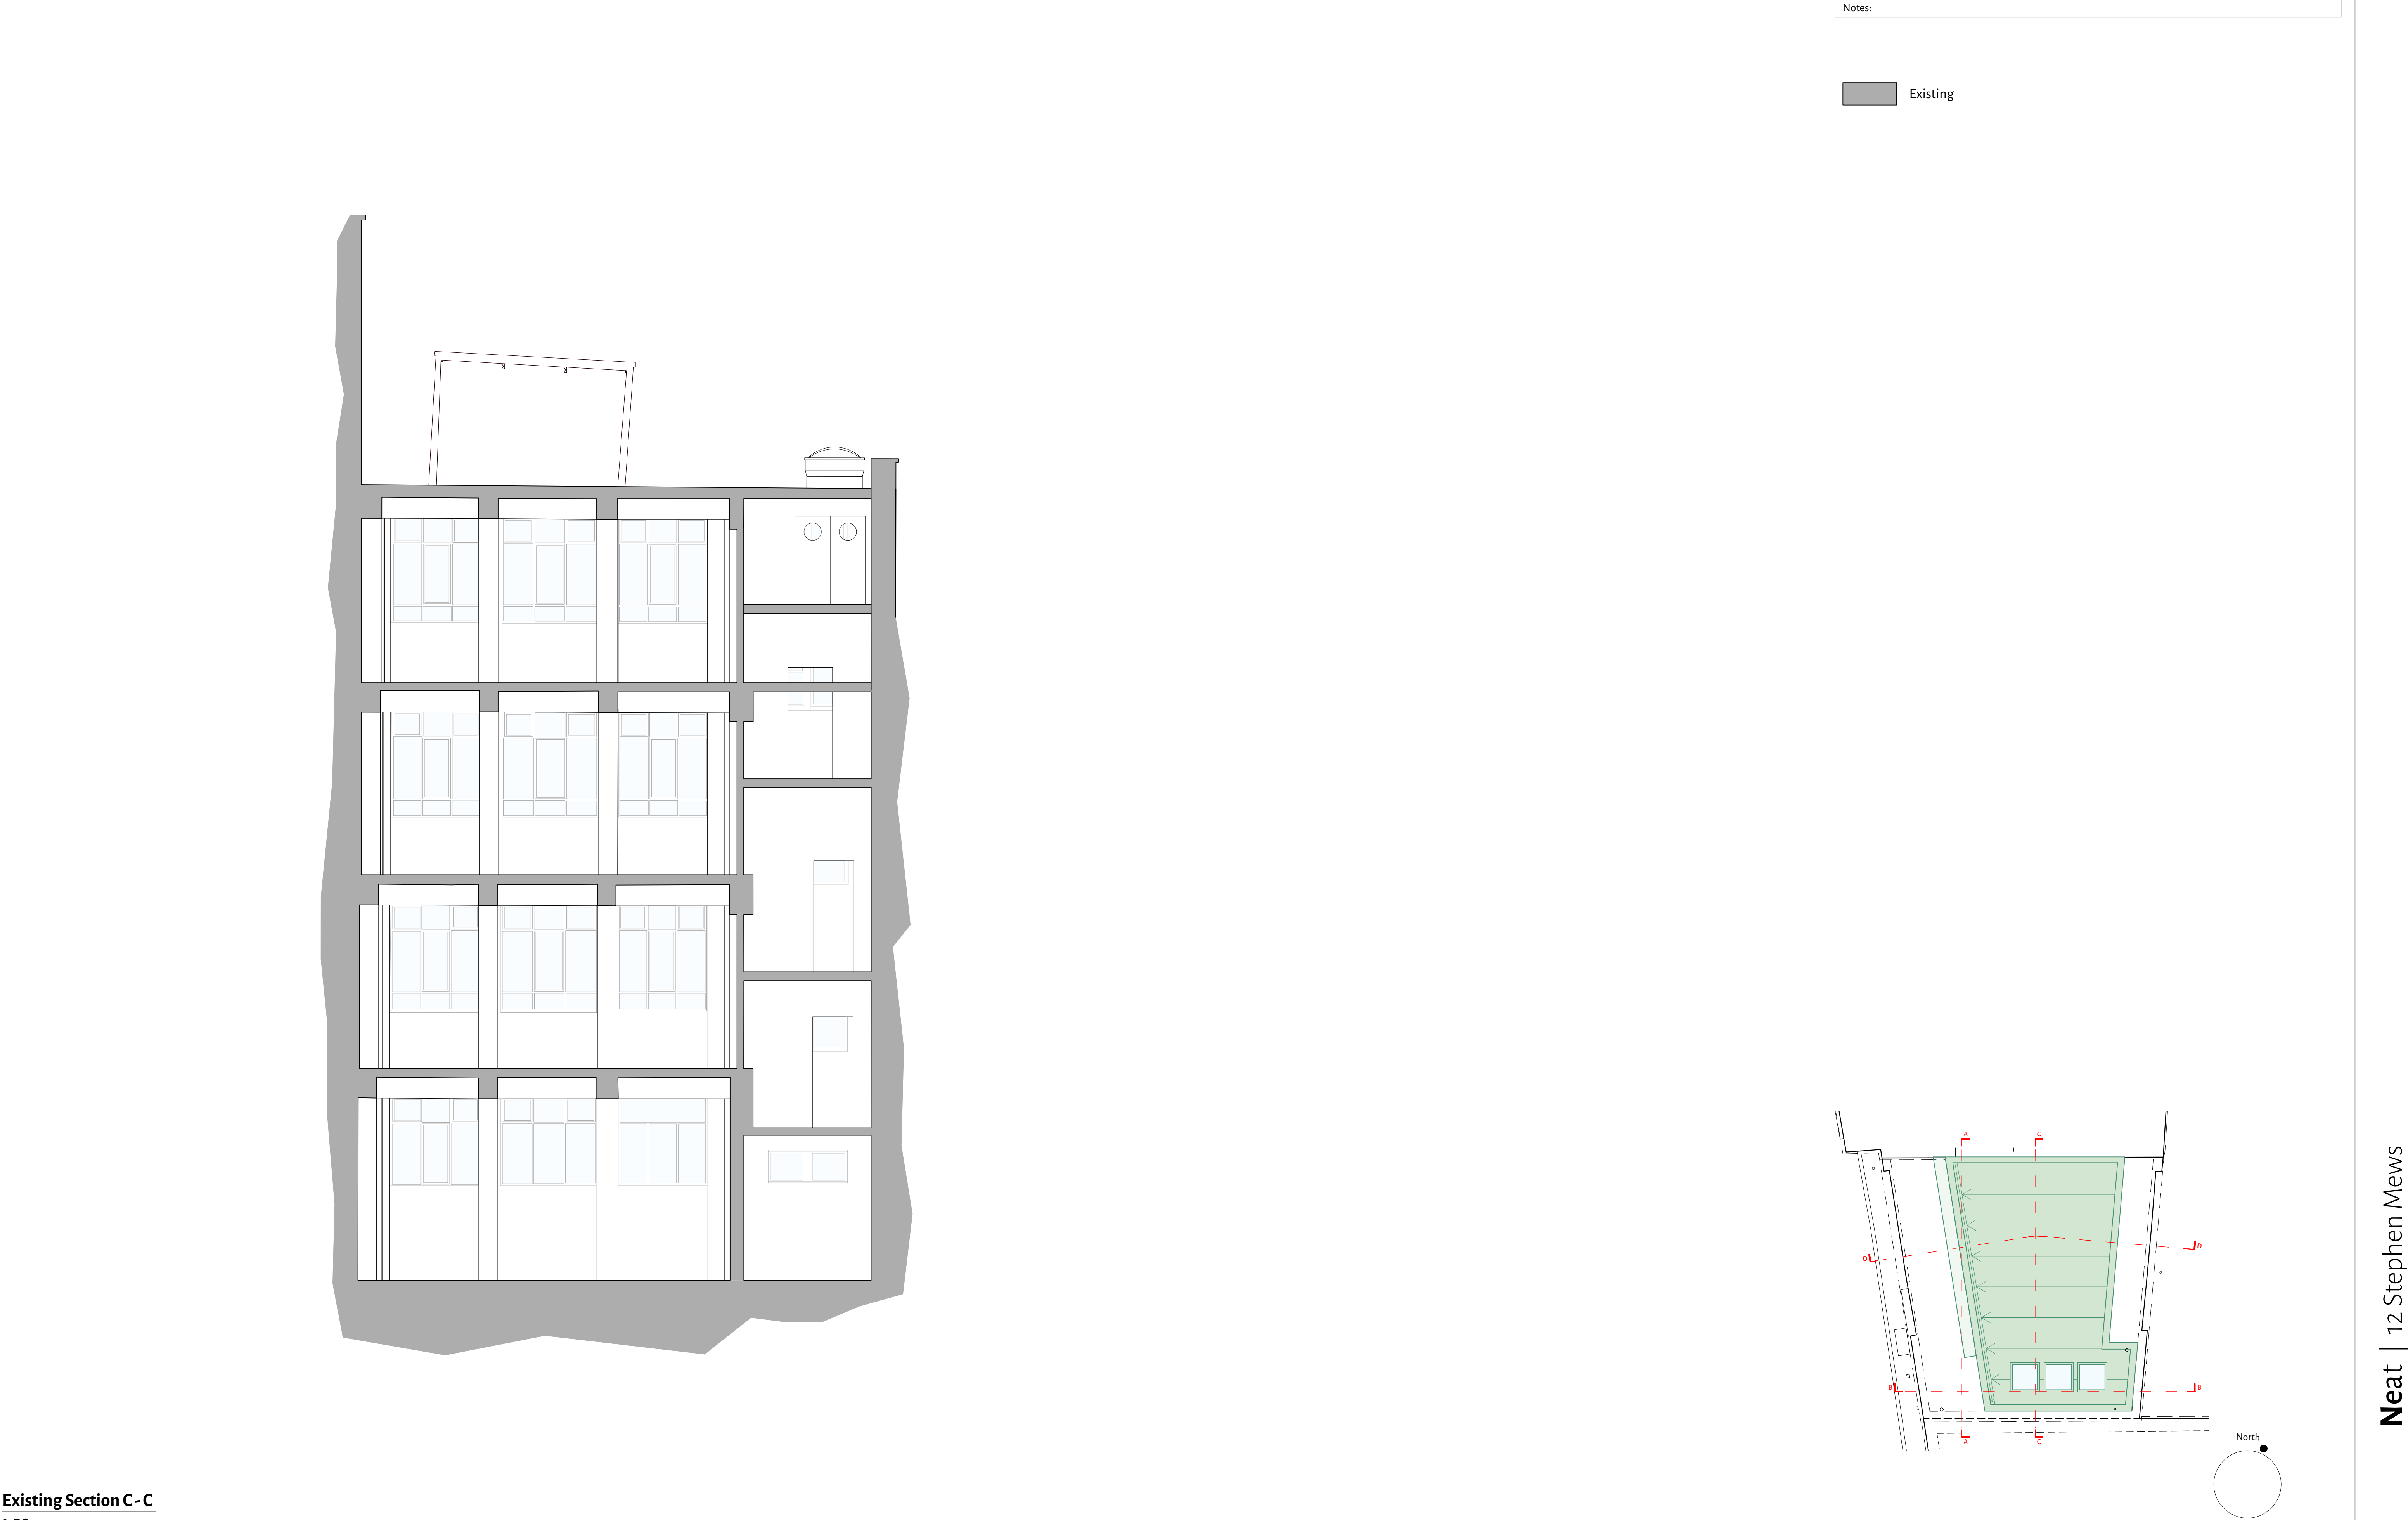 Notes:
Existing
A
C
D
D
B
B
A
C
North
Neat | 12 Stephen Mews
Existing Section C - C